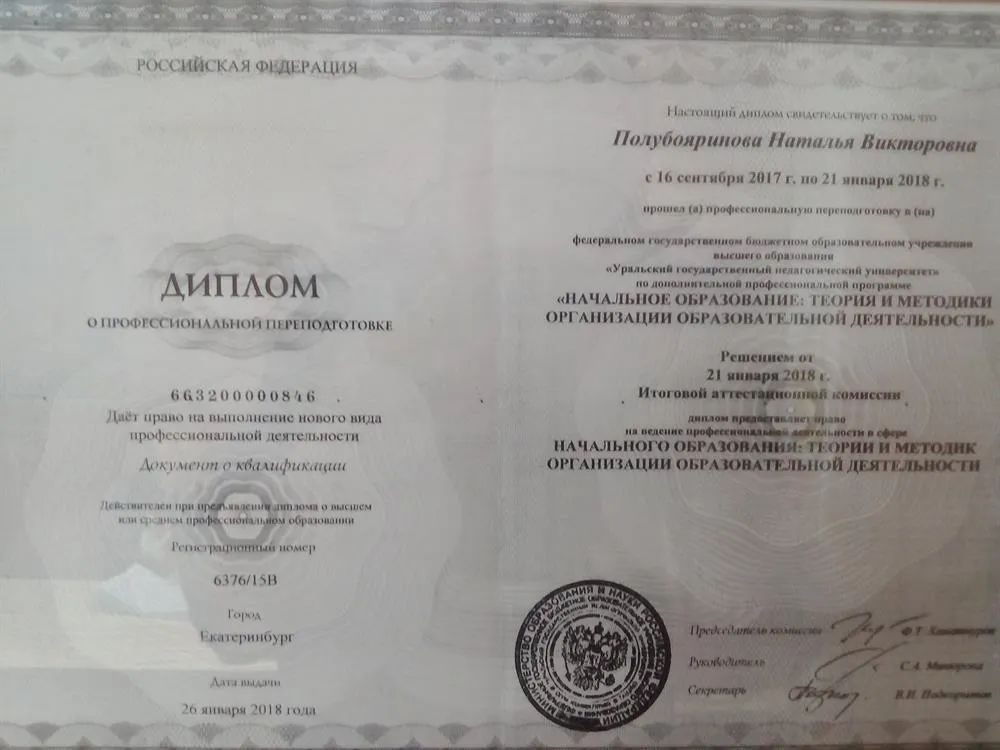 РОССИЙСКАЯ ФЕДЕРАЦИЯ
ДИПЛОМ
О ПРОФЕССИОНАЛЬНОЙ ПЕРЕПОДГОТОВКЕ
663200000846
Даёт право на выполнение нового вида
профессиональной деятельности
Документ о квалификации
Действителен при предъявлении диплома о высшем
или среднем профессиональном образовании
Регистрационный номер
6376/15В
Город
Екатеринбург
Дата выдачи
26 января 2018 года
Настоящий диплом свидетельствует о том, что
Полубояринова Наталья Викторовна
с 16 сентября 2017 г. по 21 января 2018 г.
прошел (а) профессиональную переподготовку в (на)
федеральном государственном бюджетном образовательном учреждении
высшего образования
«Уральский государственный педагогический университет»
по дополнительной профессиональной программе
«НАЧАЛЬНОЕ ОБРАЗОВАНИЕ: ТЕОРИЯ И МЕТОДИКИ
ОРГАНИЗАЦИИ ОБРАЗОВАТЕЛЬНОЙ ДЕЯТЕЛЬНОСТИ»
Решением от
21 января 2018 г.
Итоговой аттестационной комиссии
диплом предоставляет право
на ведение профессиональной деятельности в сфере
НАЧАЛЬНОГО ОБРАЗОВАНИЯ: ТЕОРИИ И МЕТОДИК
ОРГАНИЗАЦИИ ОБРАЗОВАТЕЛЬНОЙ ДЕЯТЕЛЬНОСТИ
МИНИСТЕРСТВО ОБРАЗОВАНИЯ И НАУКИ РОССИЙСКОЙ ФЕДЕРАЦИИ
Председатель комиссии Ф.Т.
Руководитель С.А.
Секретарь В.И.